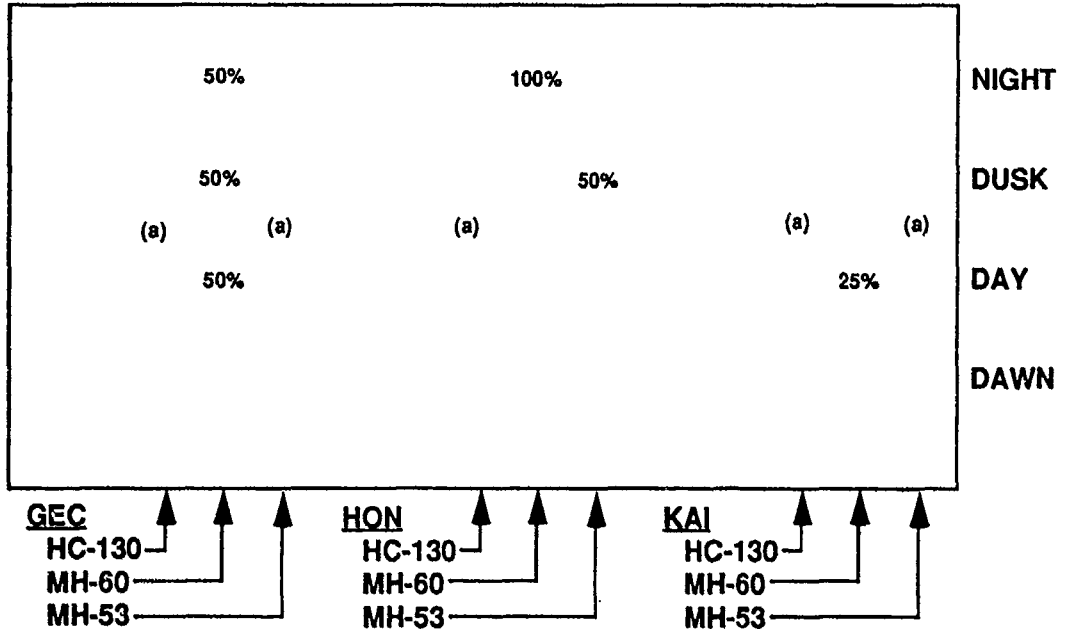 50% 100% NIGHT
50% 50% DUSK
(a) (a) (a) (a) (a)
50% 25% DAY
DAWN
GEC HON KAI
HC-130 HC-130 HC-130
MH-60 MH-60 MH-60
MH-53 MH-53 MH-53